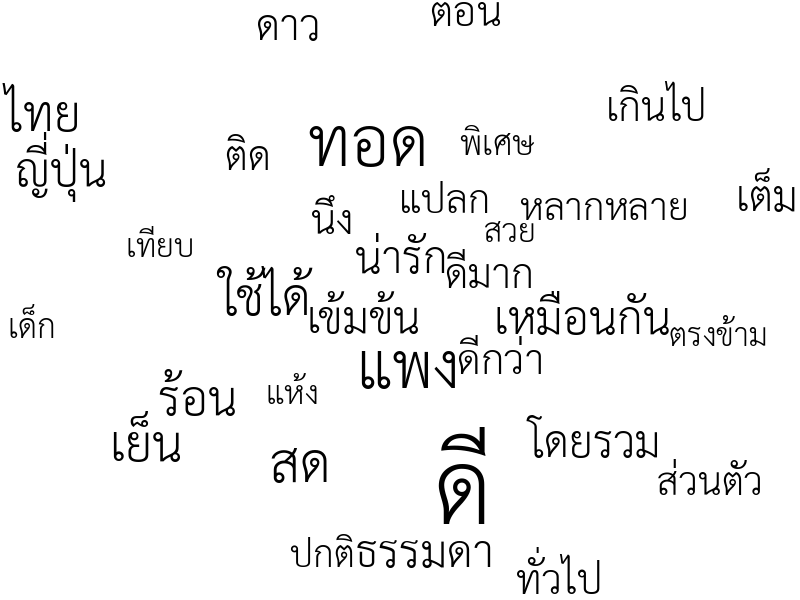 ดาว
ตอน
ไทย
เกินไป
ทอด
พิเศษ
ติด
ญี่ปุ่น
แปลก
หลากหลาย
เต็ม
นึง
สวย
เทียบ
น่ารัก
ดีมาก
ใช้ได้
เข้มข้น
เหมือนกัน
เด็ก
ตรงข้าม
แพง
ดีกว่า
ร้อน
แห้ง
เย็น
สด
ดี
โดยรวม
ส่วนตัว
ปกติ
ธรรมดา
ทั่วไป